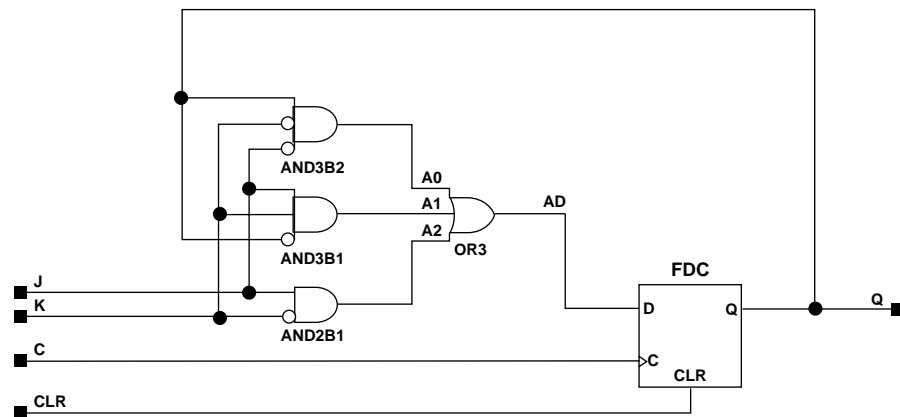 AND3B2
A0
A1
AD
A2
OR3
AND3B1
FDC
J
K
AND2B1
D
Q
Q
C
C
CLR
CLR